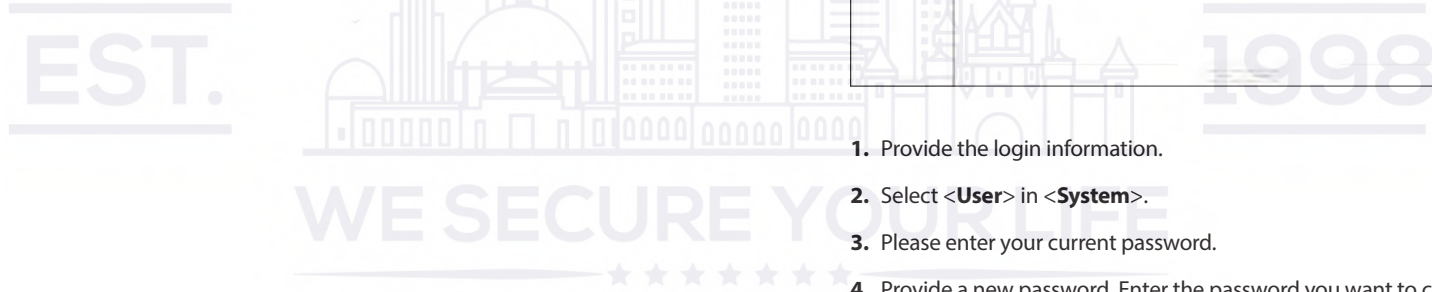 EST.
1998
1. Provide the login information.
WE SECURE YOUR LIFE
2. Select <User> in <System>.
3. Please enter your current password.
4. Provide a new password. Enter the password you want to